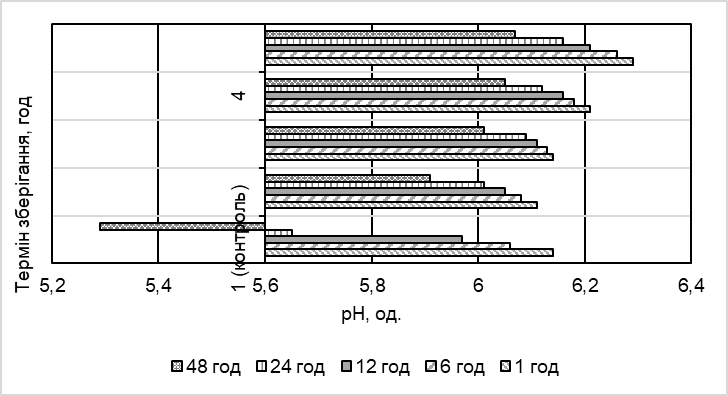 Термін зберігання, год
4
1 (контроль)
5,2 5,4 5,6 5,8 6 6,2 6,4
pH, од.
48 год 24 год 12 год 6 год 1 год